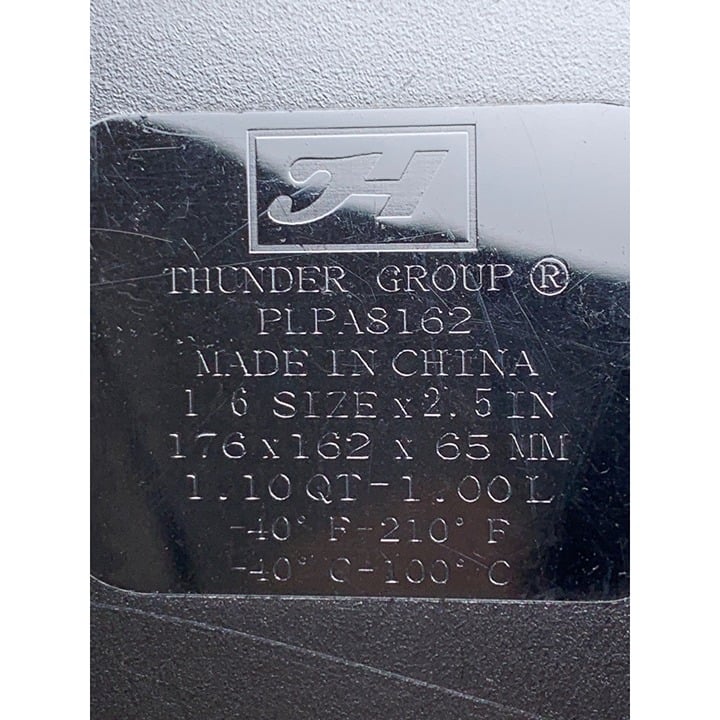 TH
THUNDER GROUP ®
PLPA8162
MADE IN CHINA
1/6 SIZE x 2.5 IN
176 x 162 x 65 MM
1.10 QT-1.00 L
-40° F-210° F
-40° C-100° C